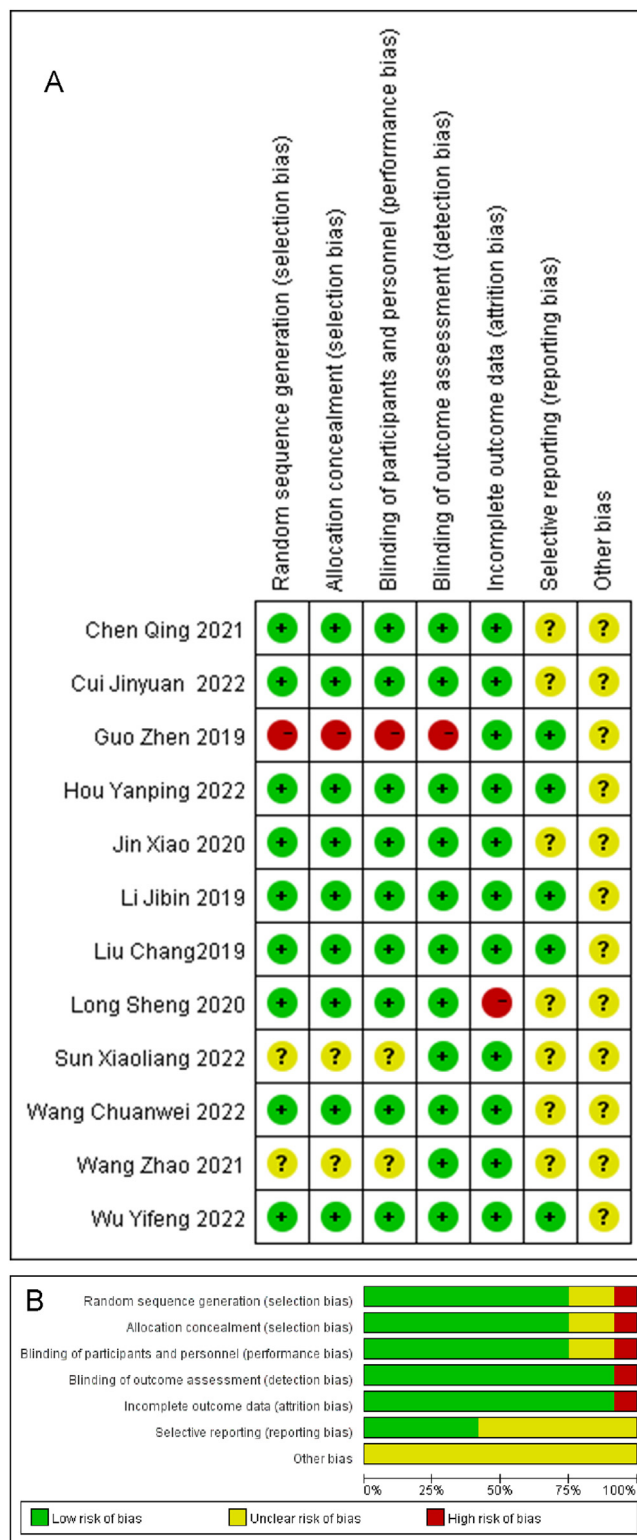 A
Random sequence generation (selection bias)
Allocation concealment (selection bias)
Blinding of participants and personnel (performance bias)
Blinding of outcome assessment (detection bias)
Incomplete outcome data (attrition bias)
Selective reporting (reporting bias)
Other bias
Chen Qing 2021 + + + + + ? ?
Cui Jinyuan 2022 + + + + + ? ?
Guo Zhen 2019 - - - - + + ?
Hou Yanping 2022 + + + + + + ?
Jin Xiao 2020 + + + + + ? ?
Li Jibin 2019 + + + + + + ?
Liu Chang2019 + + + + + + ?
Long Sheng 2020 + + + + - ? ?
Sun Xiaoliang 2022 ? ? ? + + ? ?
Wang Chuanwei 2022 + + + + + ? ?
Wang Zhao 2021 ? ? ? + + ? ?
Wu Yifeng 2022 + + + + + + ?
B
Random sequence generation (selection bias)
Allocation concealment (selection bias)
Blinding of participants and personnel (performance bias)
Blinding of outcome assessment (detection bias)
Incomplete outcome data (attrition bias)
Selective reporting (reporting bias)
Other bias
0% 25% 50% 75% 100%
Low risk of bias Unclear risk of bias High risk of bias